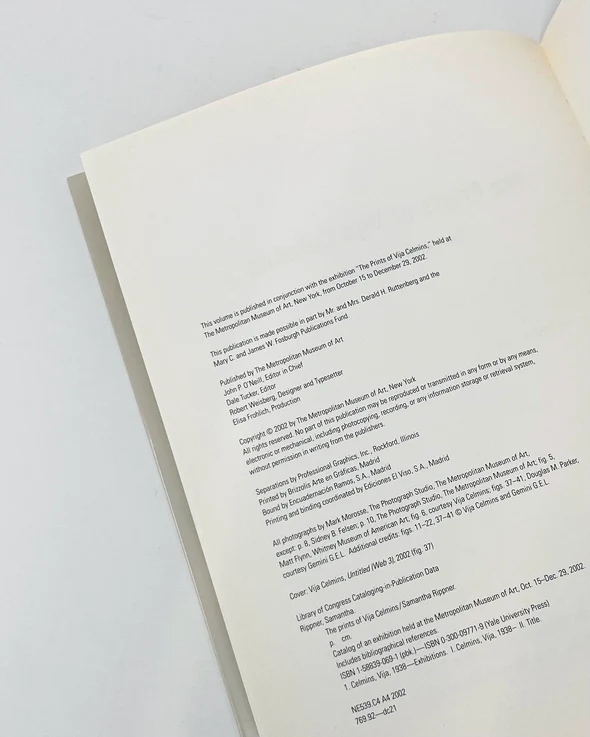 This volume is published in conjunction with the exhibition "The Prints of Vija Celmins," held at
The Metropolitan Museum of Art, New York, from October 15 to December 29, 2002.
This publication is made possible in part by Mr. and Mrs. Derald H. Ruttenberg and the
Mary C. and James W. Fosburgh Publications Fund.
Published by The Metropolitan Museum of Art
John P. O'Neill, Editor in Chief
Dale Tucker, Editor
Robert Weisberg, Designer and Typesetter
Elisa Frohlich, Production
Copyright © 2002 by The Metropolitan Museum of Art, New York
All rights reserved. No part of this publication may be reproduced or transmitted in any form or by any means,
electronic or mechanical, including photocopying, recording, or any information storage or retrieval system,
without permission in writing from the publishers.
Separations by Professional Graphics, Inc., Rockford, Illinois
Printed by Brizzolis Arte en Gráficas, Madrid
Bound by Encuadernación Ramos, S.A., Madrid
Printing and binding coordinated by Ediciones El Viso, S.A., Madrid
All photographs by Mark Morosse, The Photograph Studio, The Metropolitan Museum of Art,
except: p. 8, Sidney B. Felsen; p. 10, The Photograph Studio, The Metropolitan Museum of Art; fig. 5,
Matt Flynn, Whitney Museum of American Art; fig. 6, courtesy Vija Celmins; figs. 37–41, Douglas M. Parker,
courtesy Gemini G.E.L. Additional credits: figs. 11–22, 37–41 © Vija Celmins and Gemini G.E.L.
Cover: Vija Celmins, Untitled (Web 3), 2002 (fig. 37)
Library of Congress Cataloging-in-Publication Data
Rippner, Samantha.
The prints of Vija Celmins / Samantha Rippner.
p. cm.
Catalog of an exhibition held at the Metropolitan Museum of Art, Oct. 15–Dec. 29, 2002.
Includes bibliographical references.
ISBN 1-58839-069-1 (pbk.)—ISBN 0-300-09771-9 (Yale University Press)
1. Celmins, Vija, 1938—Exhibitions. I. Celmins, Vija, 1938– II. Title.
NE539.C4 A4 2002
769.92—dc21